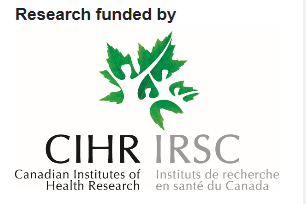 Research funded by
CIHR IRSC
Canadian Institutes of Instituts de recherche
Health Research en santé du Canada